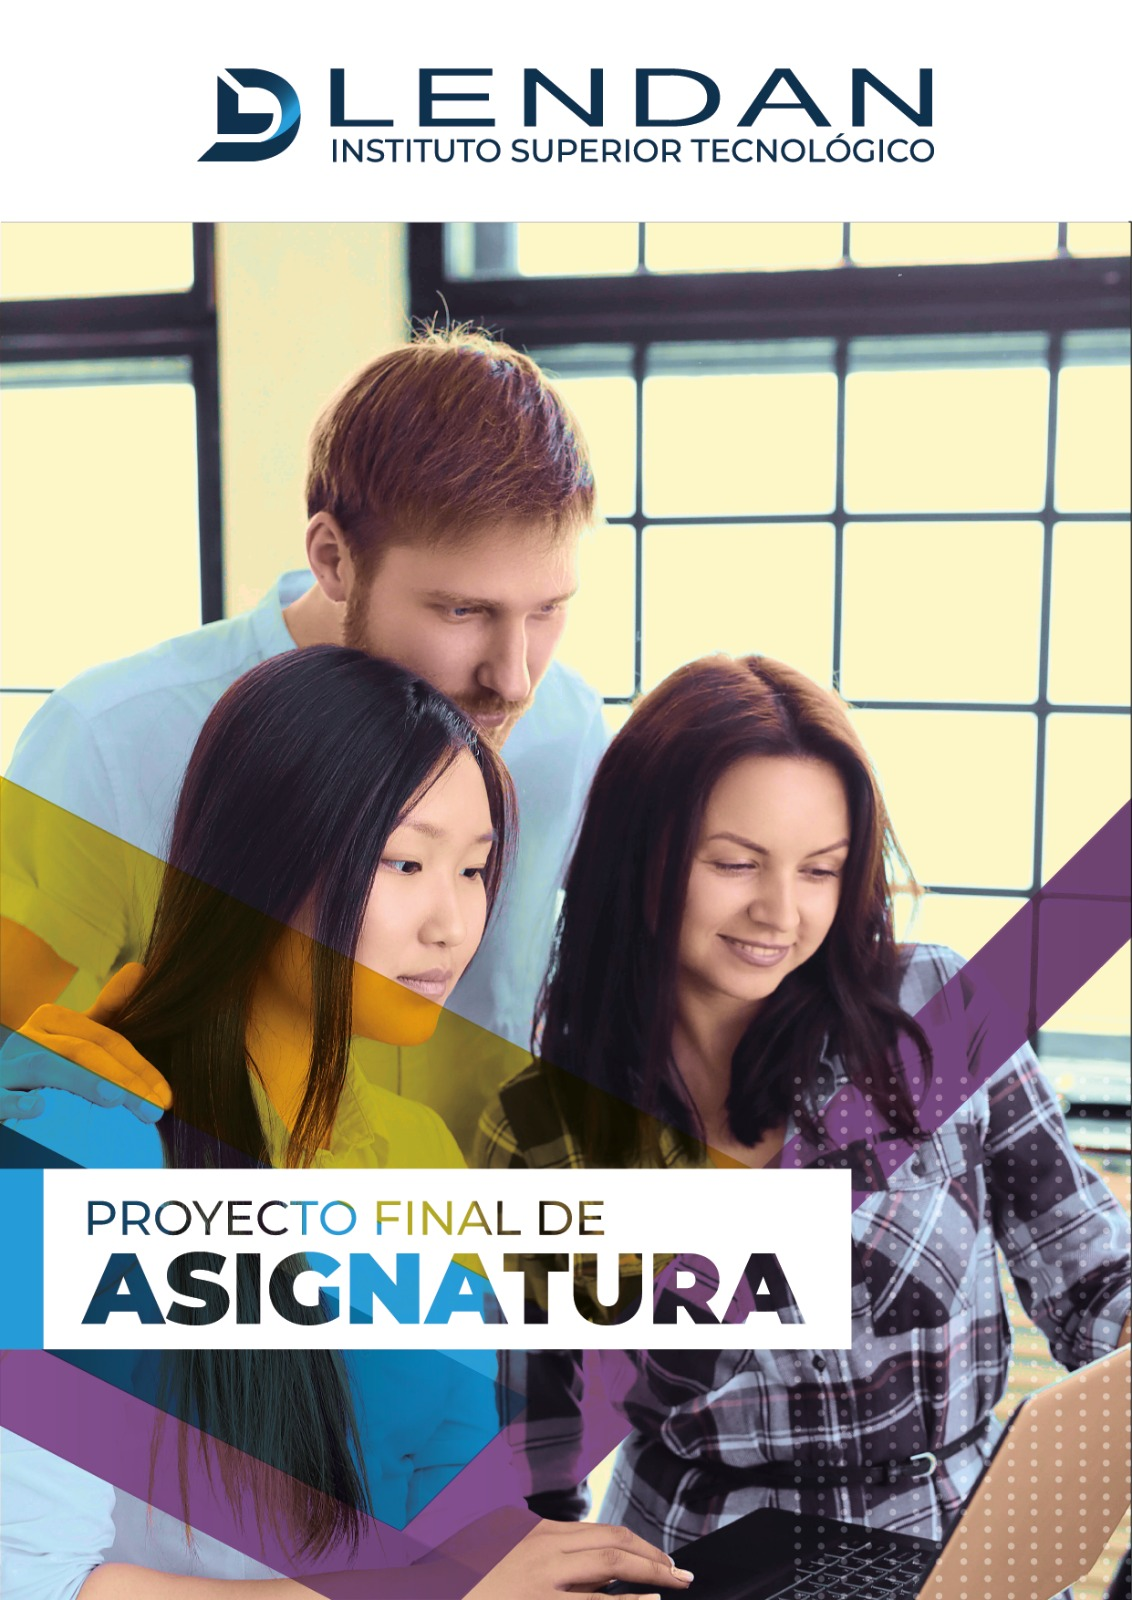 LENDAN
INSTITUTO SUPERIOR TECNOLÓGICO
PROYECTO FINAL DE
ASIGNATURA